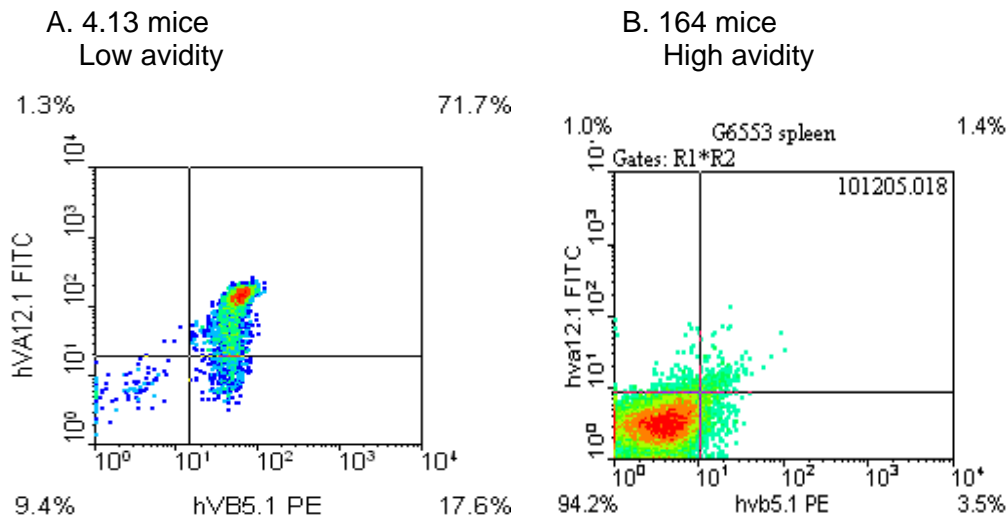 A. 4.13 mice
Low avidity
1.3%
71.7%
10⁴
10³
10²
10¹
10⁰
hVA12.1 FITC
10⁰ 10¹ 10² 10³ 10⁴
9.4%
hVB5.1 PE
17.6%
B. 164 mice
High avidity
1.0%
G6553 spleen
1.4%
Gates: R1*R2
101205.018
10³
10²
10¹
10⁰
hva12.1 FITC
10⁰ 10¹ 10² 10³ 10⁴
94.2%
hvb5.1 PE
3.5%